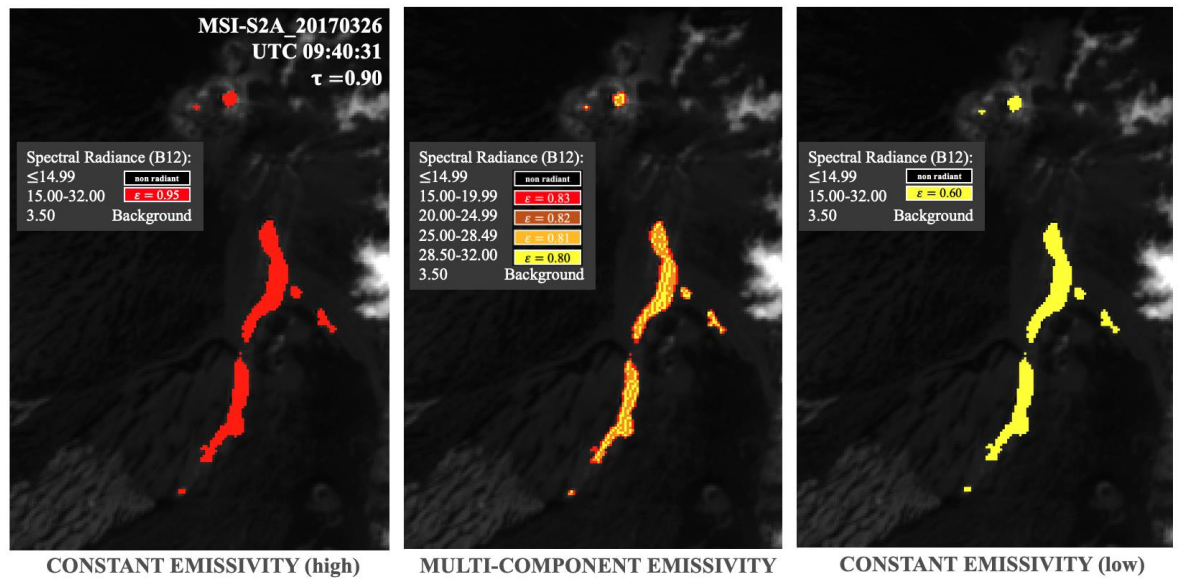 MSI-S2A_20170326
UTC 09:40:31
τ =0.90
Spectral Radiance (B12):
≤14.99 non radiant
15.00-32.00 ε = 0.95
3.50 Background
CONSTANT EMISSIVITY (high)
Spectral Radiance (B12):
≤14.99 non radiant
15.00-19.99 ε = 0.83
20.00-24.99 ε = 0.82
25.00-28.49 ε = 0.81
28.50-32.00 ε = 0.80
3.50 Background
MULTI-COMPONENT EMISSIVITY
Spectral Radiance (B12):
≤14.99 non radiant
15.00-32.00 ε = 0.60
3.50 Background
CONSTANT EMISSIVITY (low)